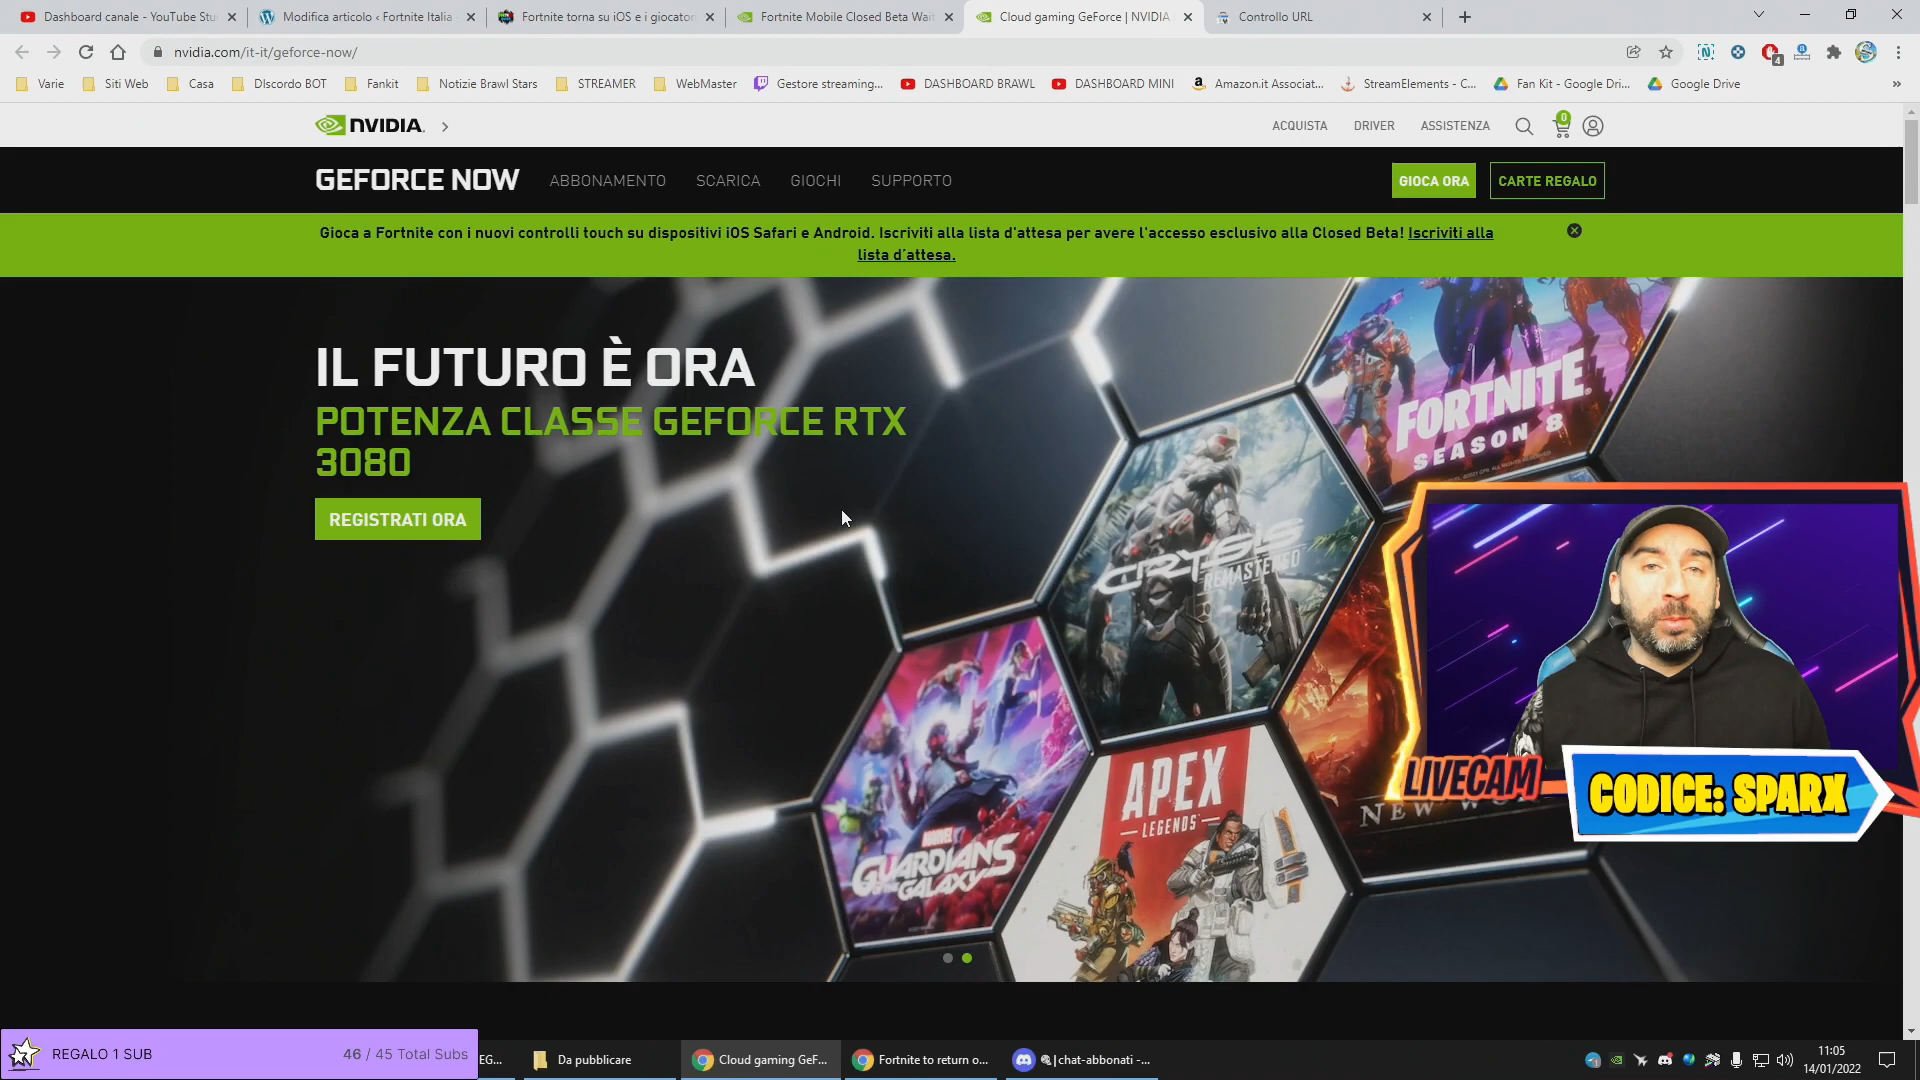 Dashboard canale - YouTube Stu
Modifica articolo ‹ Fortnite Italia
Fortnite torna su iOS e i giocator
Fortnite Mobile Closed Beta Wait
Cloud gaming GeForce | NVIDIA
Controllo URL
nvidia.com/it-it/geforce-now/
4
Varie
Siti Web
Casa
DIscordo BOT
Fankit
Notizie Brawl Stars
STREAMER
WebMaster
Gestore streaming...
DASHBOARD BRAWL
DASHBOARD MINI
Amazon.it Associat...
StreamElements - C...
Fan Kit - Google Dri...
Google Drive
NVIDIA.
ACQUISTA
DRIVER
ASSISTENZA
0
GEFORCE NOW
ABBONAMENTO
SCARICA
GIOCHI
SUPPORTO
GIOCA ORA
CARTE REGALO
Gioca a Fortnite con i nuovi controlli touch su dispositivi iOS Safari e Android. Iscriviti alla lista d'attesa per avere l'accesso esclusivo alla Closed Beta! Iscriviti alla
lista d'attesa.
IL FUTURO È ORA
POTENZA CLASSE GEFORCE RTX
3080
REGISTRATI ORA
FORTNITE
SEASON 8
CRYSIS
REMASTERED
MARVEL
GUARDIANS
OF THE
GALAXY
APEX
LEGENDS
NEW
LIVECAM
CODICE: SPARX
REGALO 1 SUB
46 / 45 Total Subs
EG...
Da pubblicare
Cloud gaming GeF...
Fortnite to return o...
|chat-abbonati -...
11:05
14/01/2022